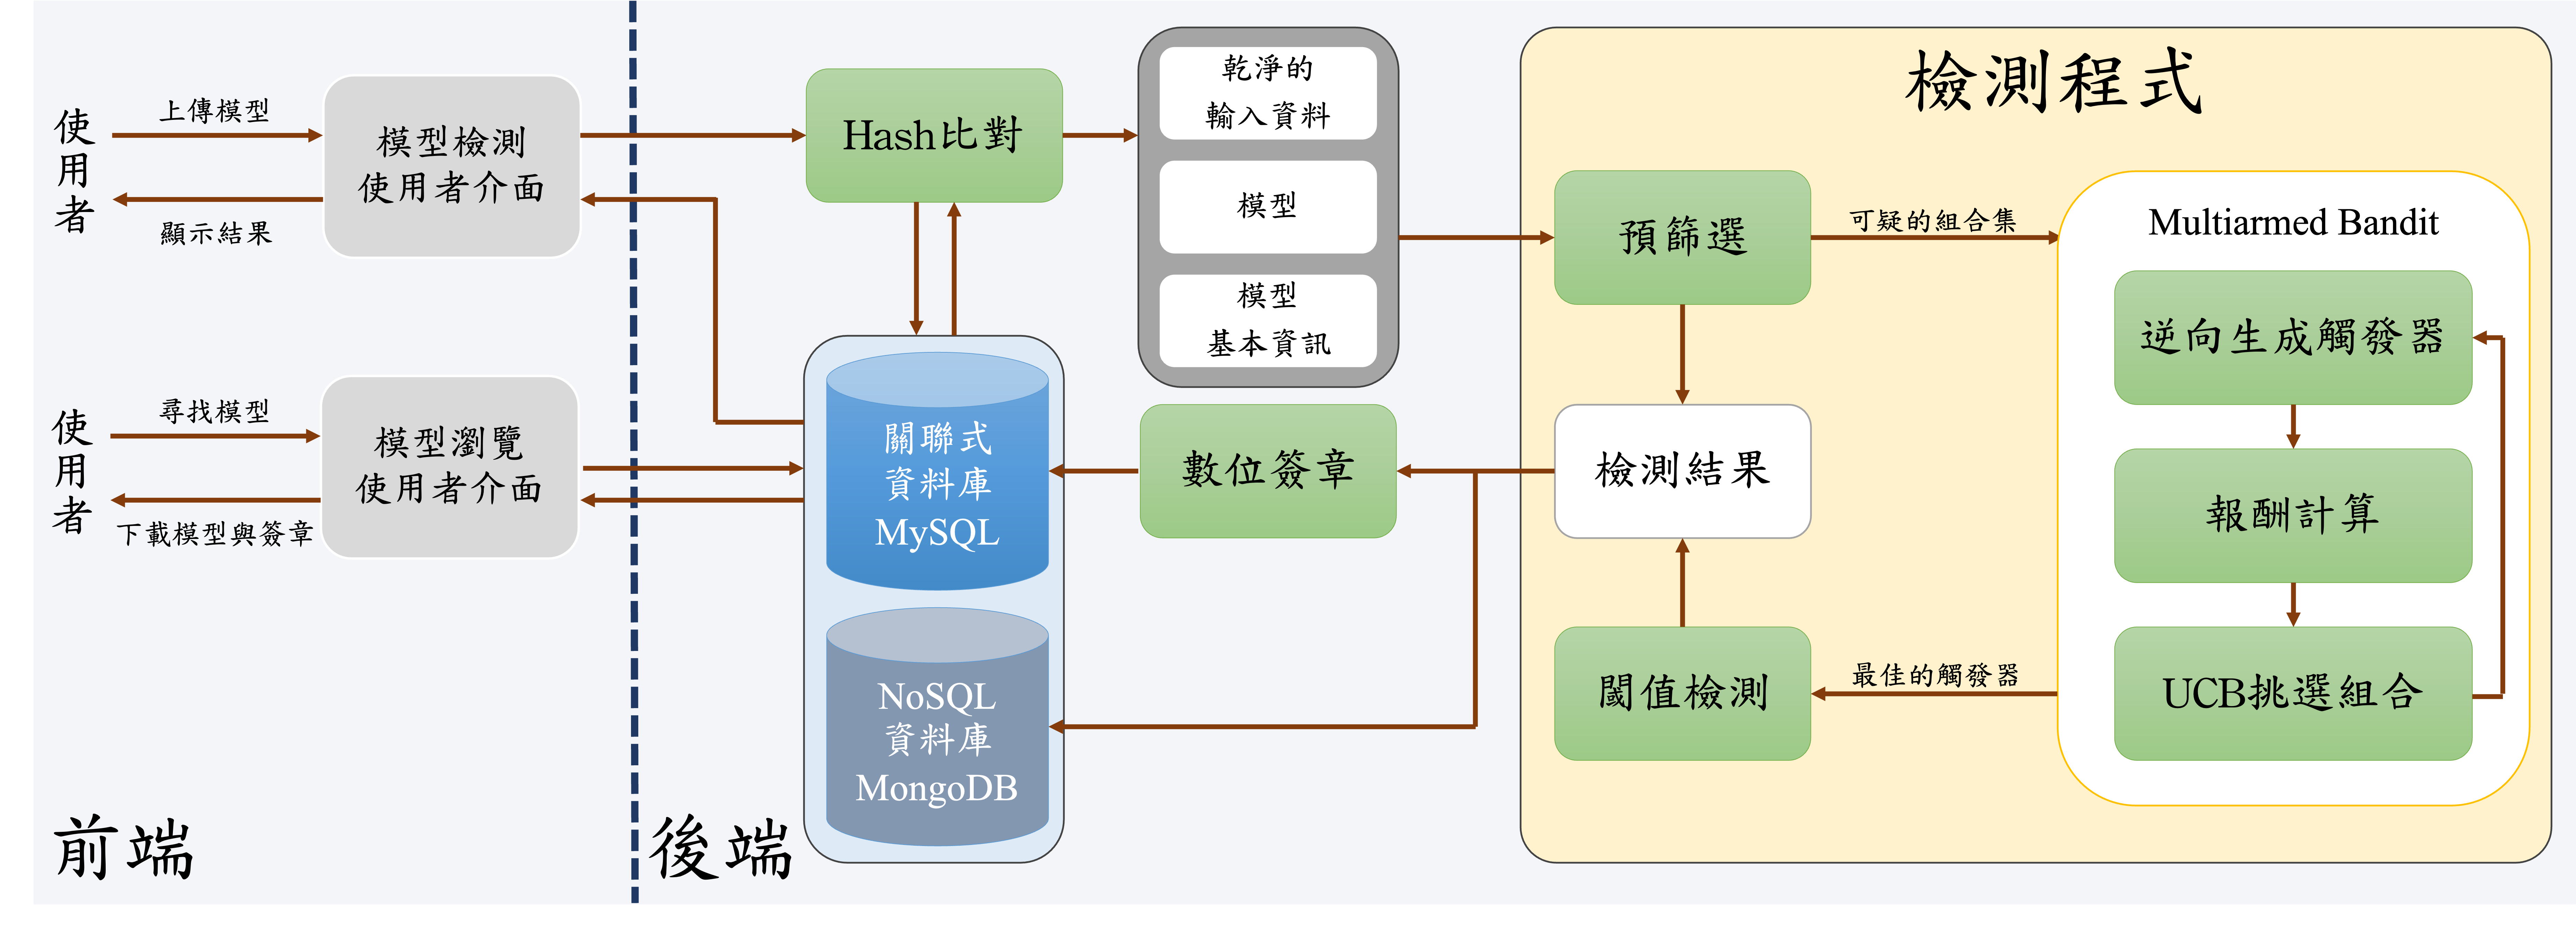 使用者
上傳模型
顯示結果
模型檢測
使用者介面
使用者
尋找模型
下載模型與簽章
模型瀏覽
使用者介面
前端
後端
Hash比對
關聯式
資料庫
MySQL
NoSQL
資料庫
MongoDB
乾淨的
輸入資料
模型
模型
基本資訊
數位簽章
檢測程式
預篩選
可疑的組合集
檢測結果
閾值檢測
最佳的觸發器
Multiarmed Bandit
逆向生成觸發器
報酬計算
UCB挑選組合